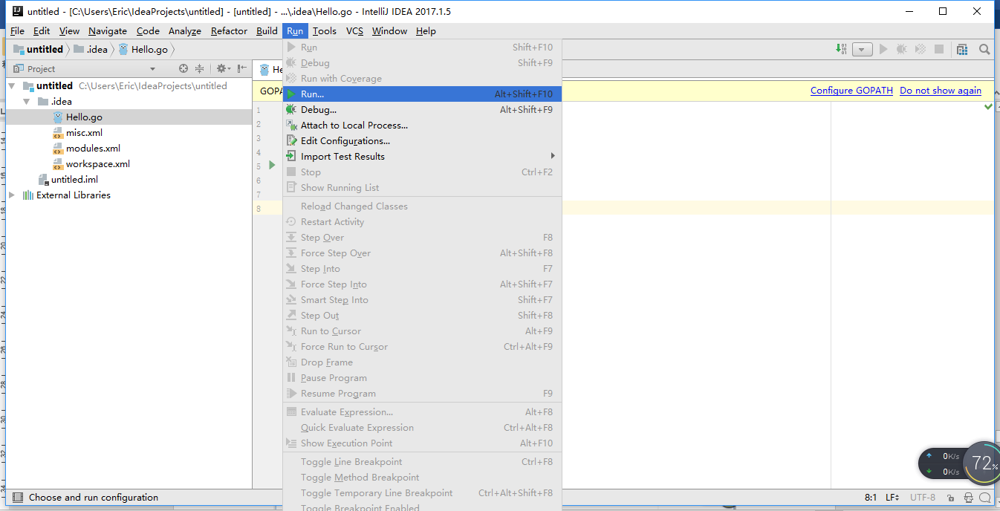 untitled - [C:\Users\Eric\IdeaProjects\untitled] - [untitled] - ...\.idea\Hello.go - IntelliJ IDEA 2017.1.5
File Edit View Navigate Code Analyze Refactor Build Run Tools VCS Window Help
untitled .idea Hello.go
Project
untitled C:\Users\Eric\IdeaProjects\untitled
.idea
Hello.go
misc.xml
modules.xml
workspace.xml
untitled.iml
External Libraries
He
GOPA
Configure GOPATH Do not show again
1
2
3
4
5
6
7
8
Run Shift+F10
Debug Shift+F9
Run with Coverage
Run... Alt+Shift+F10
Debug... Alt+Shift+F9
Attach to Local Process...
Edit Configurations...
Import Test Results
Stop Ctrl+F2
Show Running List
Reload Changed Classes
Restart Activity
Step Over F8
Force Step Over Alt+Shift+F8
Step Into F7
Force Step Into Alt+Shift+F7
Smart Step Into Shift+F7
Step Out Shift+F8
Run to Cursor Alt+F9
Force Run to Cursor Ctrl+Alt+F9
Drop Frame
Pause Program
Resume Program F9
Evaluate Expression... Alt+F8
Quick Evaluate Expression Ctrl+Alt+F8
Show Execution Point Alt+F10
Toggle Line Breakpoint Ctrl+F8
Toggle Method Breakpoint
Toggle Temporary Line Breakpoint Ctrl+Alt+Shift+F8
Toggle Breakpoint Enabled
0K/s
0K/s
72%
Choose and run configuration
8:1 LF UTF-8